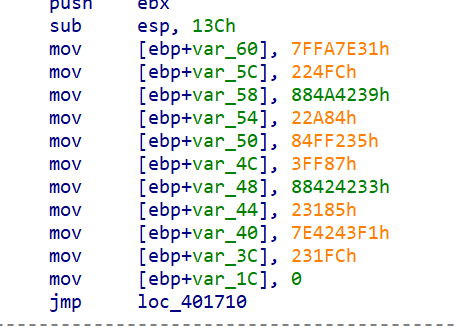 push ebx
sub esp, 13Ch
mov [ebp+var_60], 7FFA7E31h
mov [ebp+var_5C], 224FCh
mov [ebp+var_58], 884A4239h
mov [ebp+var_54], 22A84h
mov [ebp+var_50], 84FF235h
mov [ebp+var_4C], 3FF87h
mov [ebp+var_48], 88424233h
mov [ebp+var_44], 23185h
mov [ebp+var_40], 7E4243F1h
mov [ebp+var_3C], 231FCh
mov [ebp+var_1C], 0
jmp loc_401710